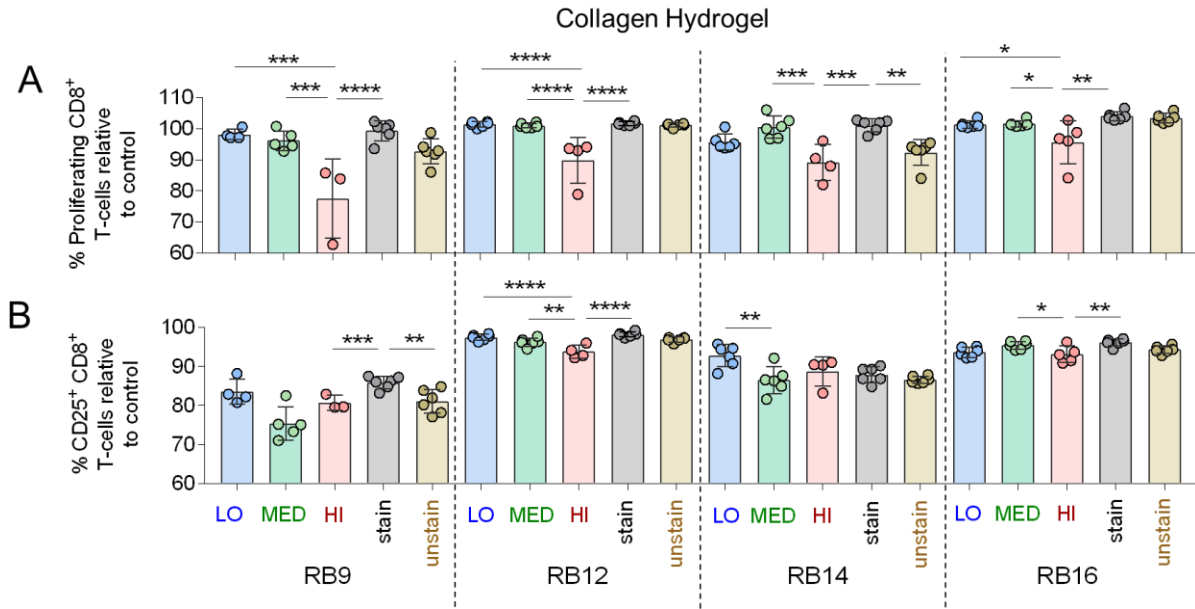 Collagen Hydrogel
A
% Proliferating CD8+
T-cells relative
to control
110
100
90
80
70
60
*** *** ****
**** **** ****
*** *** **
* * **
B
% CD25+ CD8+
T-cells relative
to control
100
90
80
70
60
*** **
**** ** ****
**
* **
LO MED HI stain unstain LO MED HI stain unstain LO MED HI stain unstain LO MED HI stain unstain
RB9 RB12 RB14 RB16